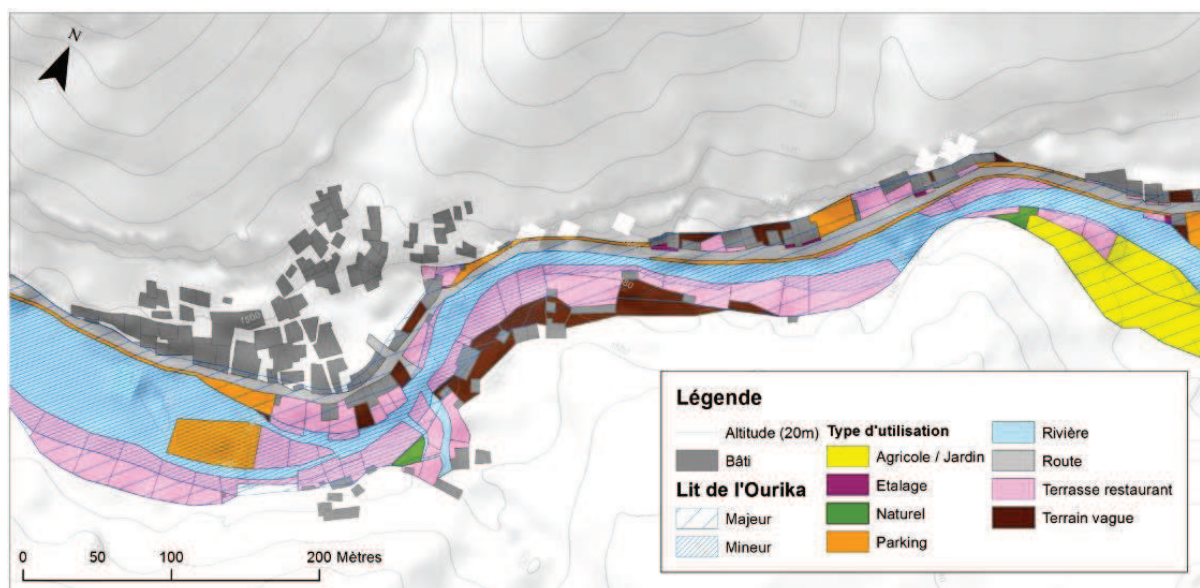 N
1550
Légende
Altitude (20m)
Bâti
Lit de l'Ourika
Majeur
Mineur
Type d'utilisation
Agricole / Jardin
Etalage
Naturel
Parking
Rivière
Route
Terrasse restaurant
Terrain vague
0 50 100 200 Mètres